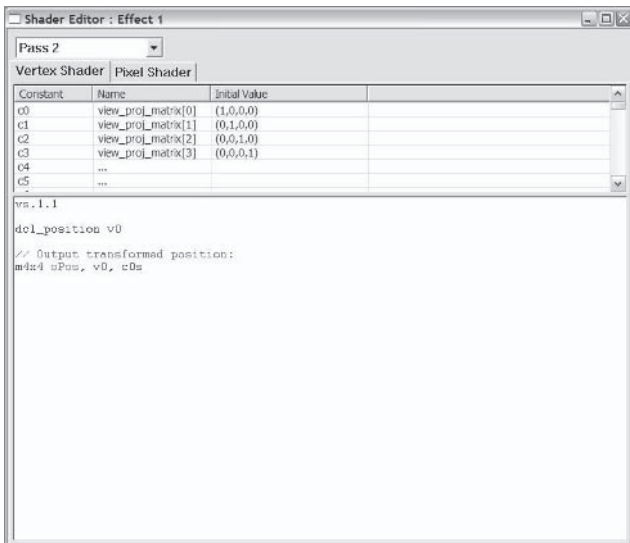 Shader Editor : Effect 1
Pass 2
Vertex Shader Pixel Shader
Constant Name Initial Value
c0 view_proj_matrix[0] (1,0,0,0)
c1 view_proj_matrix[1] (0,1,0,0)
c2 view_proj_matrix[2] (0,0,1,0)
c3 view_proj_matrix[3] (0,0,0,1)
c4 ...
c5 ...
vs.1.1
dcl_position v0
// Output transformed position:
m4x4 oPos, v0, c0s